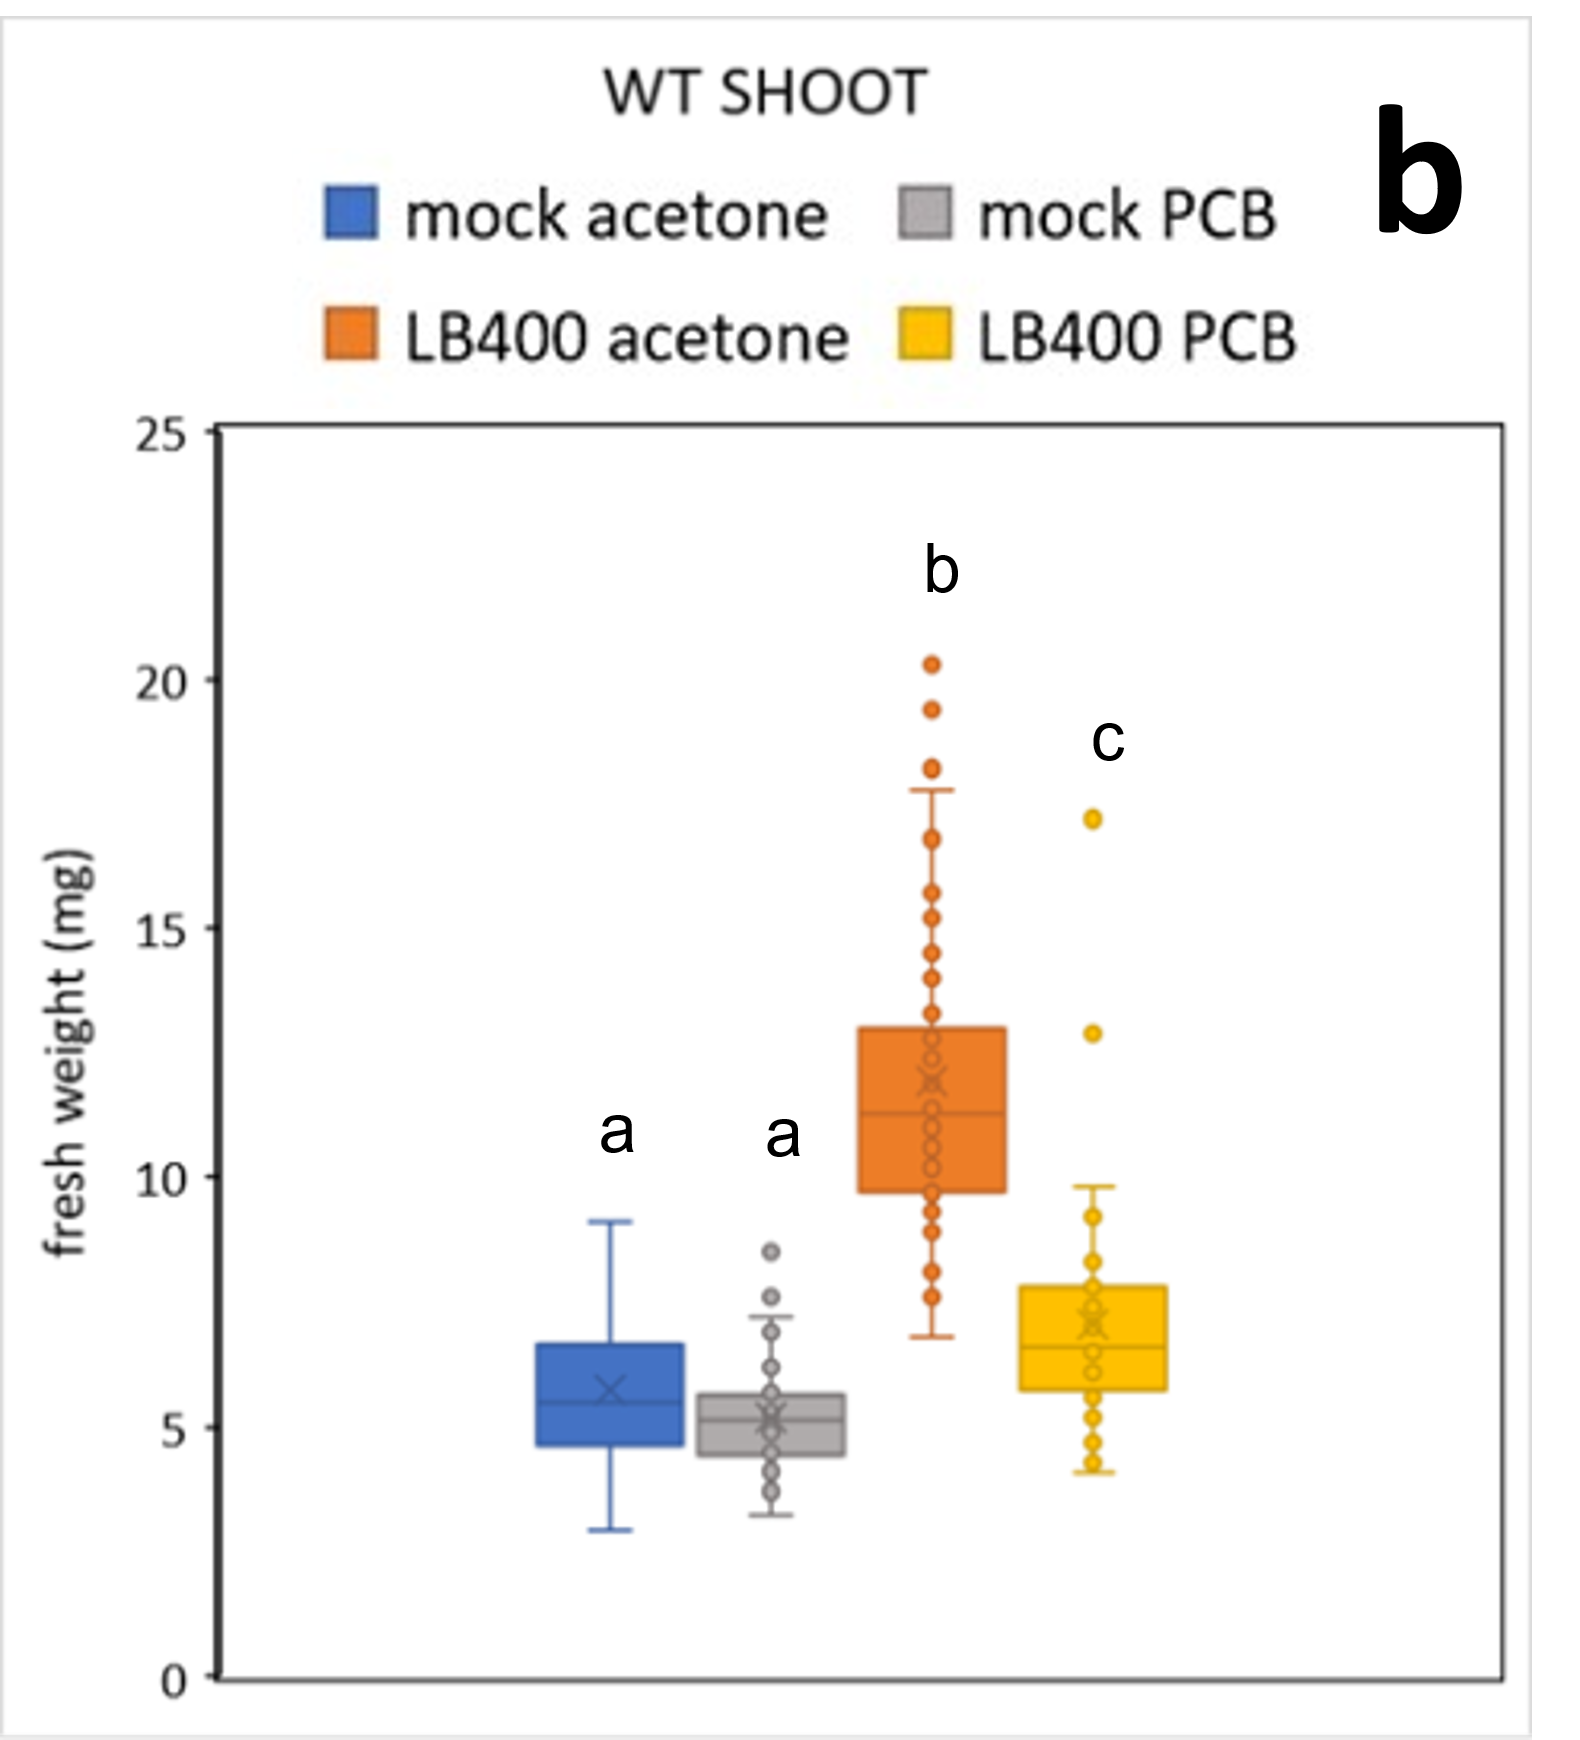 WT SHOOT
b
mock acetone
mock PCB
LB400 acetone
LB400 PCB
fresh weight (mg)
25
20
15
10
5
0
a
a
b
c